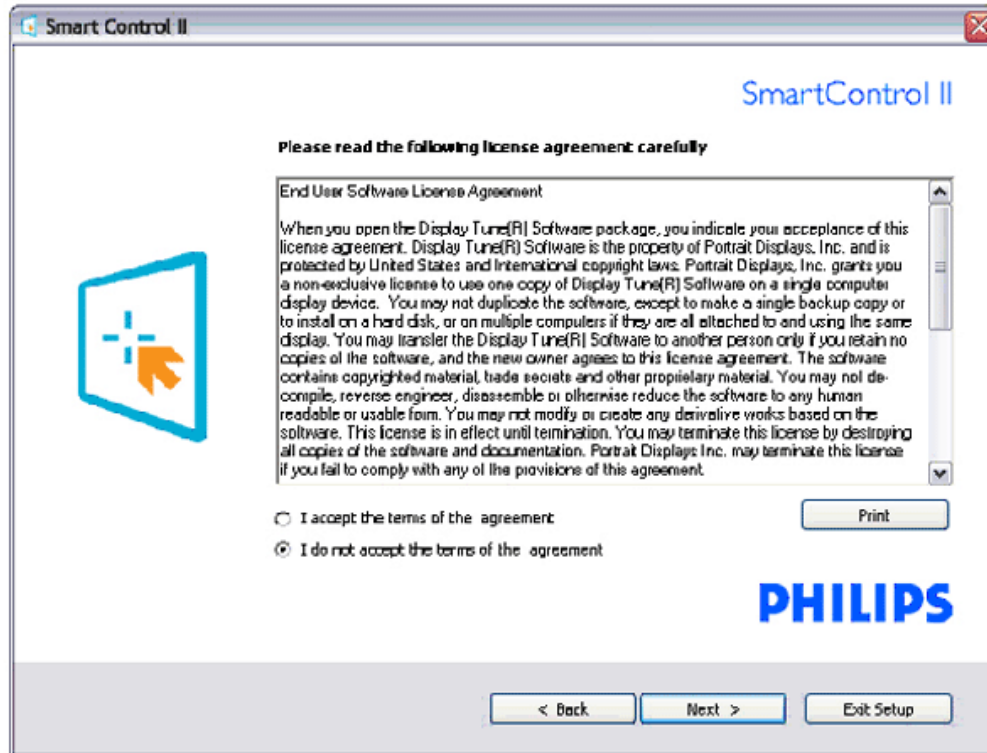 Smart Control II
SmartControl II
Please read the following license agreement carefully
End User Software License Agreement
When you open the Display Tune(R) Software package, you indicate your acceptance of this
license agreement. Display Tune(R) Software is the property of Portrait Displays, Inc. and is
protected by United States and International copyright laws. Portrait Displays, Inc. grants you
a non-exclusive license to use one copy of Display Tune(R) Software on a single computer
display device. You may not duplicate the software, except to make a single backup copy or
to install on a hard disk, or on multiple computers if they are all attached to and using the same
display. You may transfer the Display Tune(R) Software to another person only if you retain no
copies of the software, and the new owner agrees to this license agreement. The software
contains copyrighted material, trade secrets and other proprietary material. You may not de-
compile, reverse engineer, disassemble or otherwise reduce the software to any human
readable or usable form. You may not modify or create any derivative works based on the
software. This license is in effect until termination. You may terminate this license by destroying
all copies of the software and documentation. Portrait Displays Inc. may terminate this license
if you fail to comply with any of the provisions of this agreement.
I accept the terms of the agreement
Print
I do not accept the terms of the agreement
PHILIPS
< Back
Next >
Exit Setup